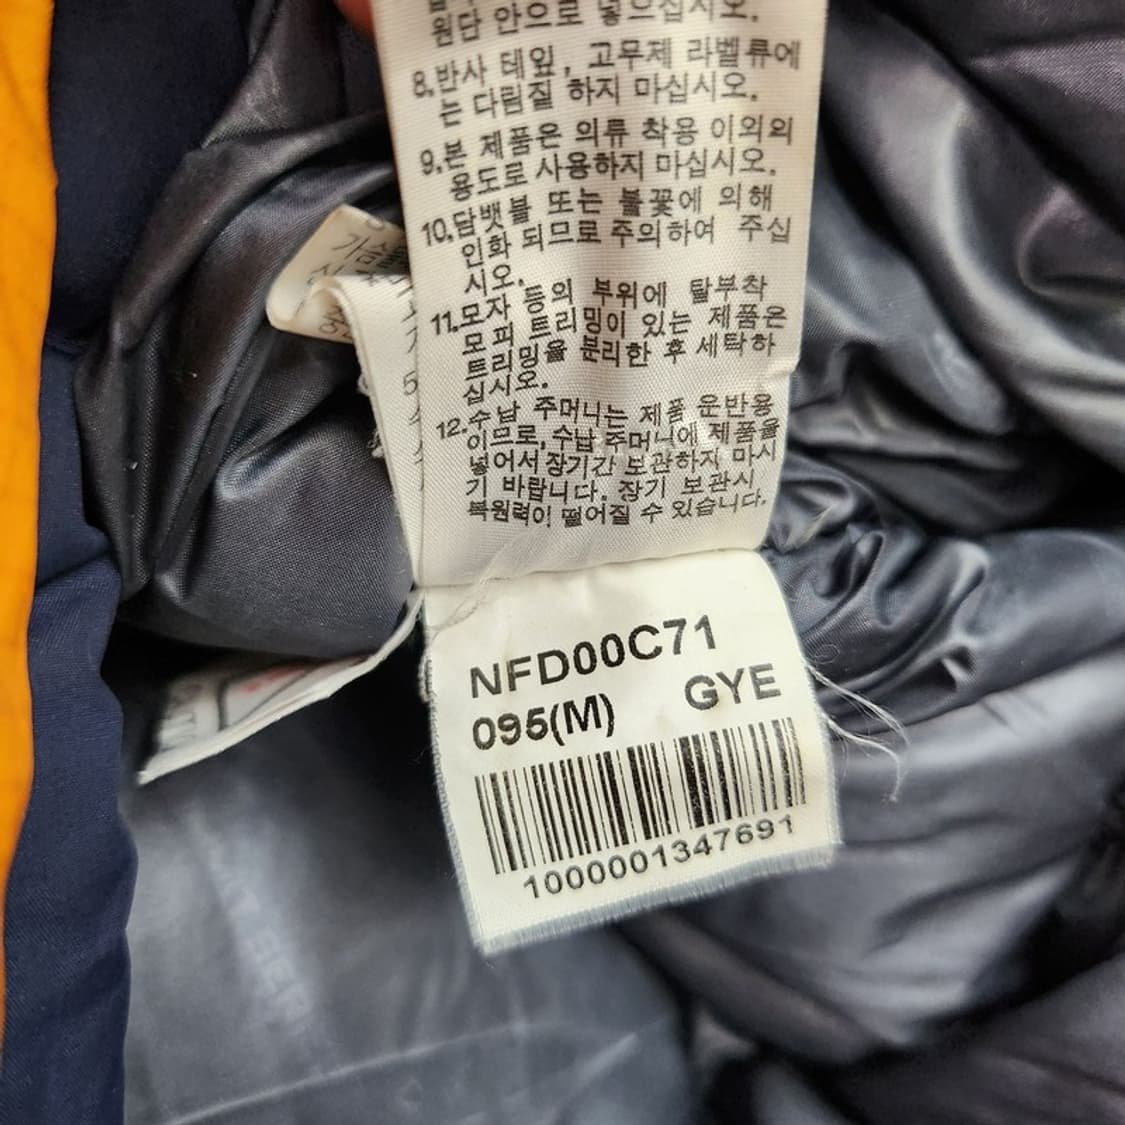 원단 안으로 넣으십시오.
8.반사 테잎, 고무제 라벨류에
는 다림질 하지 마십시오.
9.본 제품은 의류 착용 이외의
용도로 사용하지 마십시오.
10.담뱃불 또는 불꽃에 의해
인화 되므로 주의하여 주십
시오.
11.모자 등의 부위에 탈부착
모피 트리밍이 있는 제품은
트리밍을 분리한 후 세탁하
십시오.
12.수납 주머니는 제품 운반용
이므로, 수납 주머니에 제품을
넣어서 장기간 보관하지 마시
기 바랍니다. 장기 보관시
복원력이 떨어질 수 있습니다.
NFD00C71
095(M) GYE
1000001347691